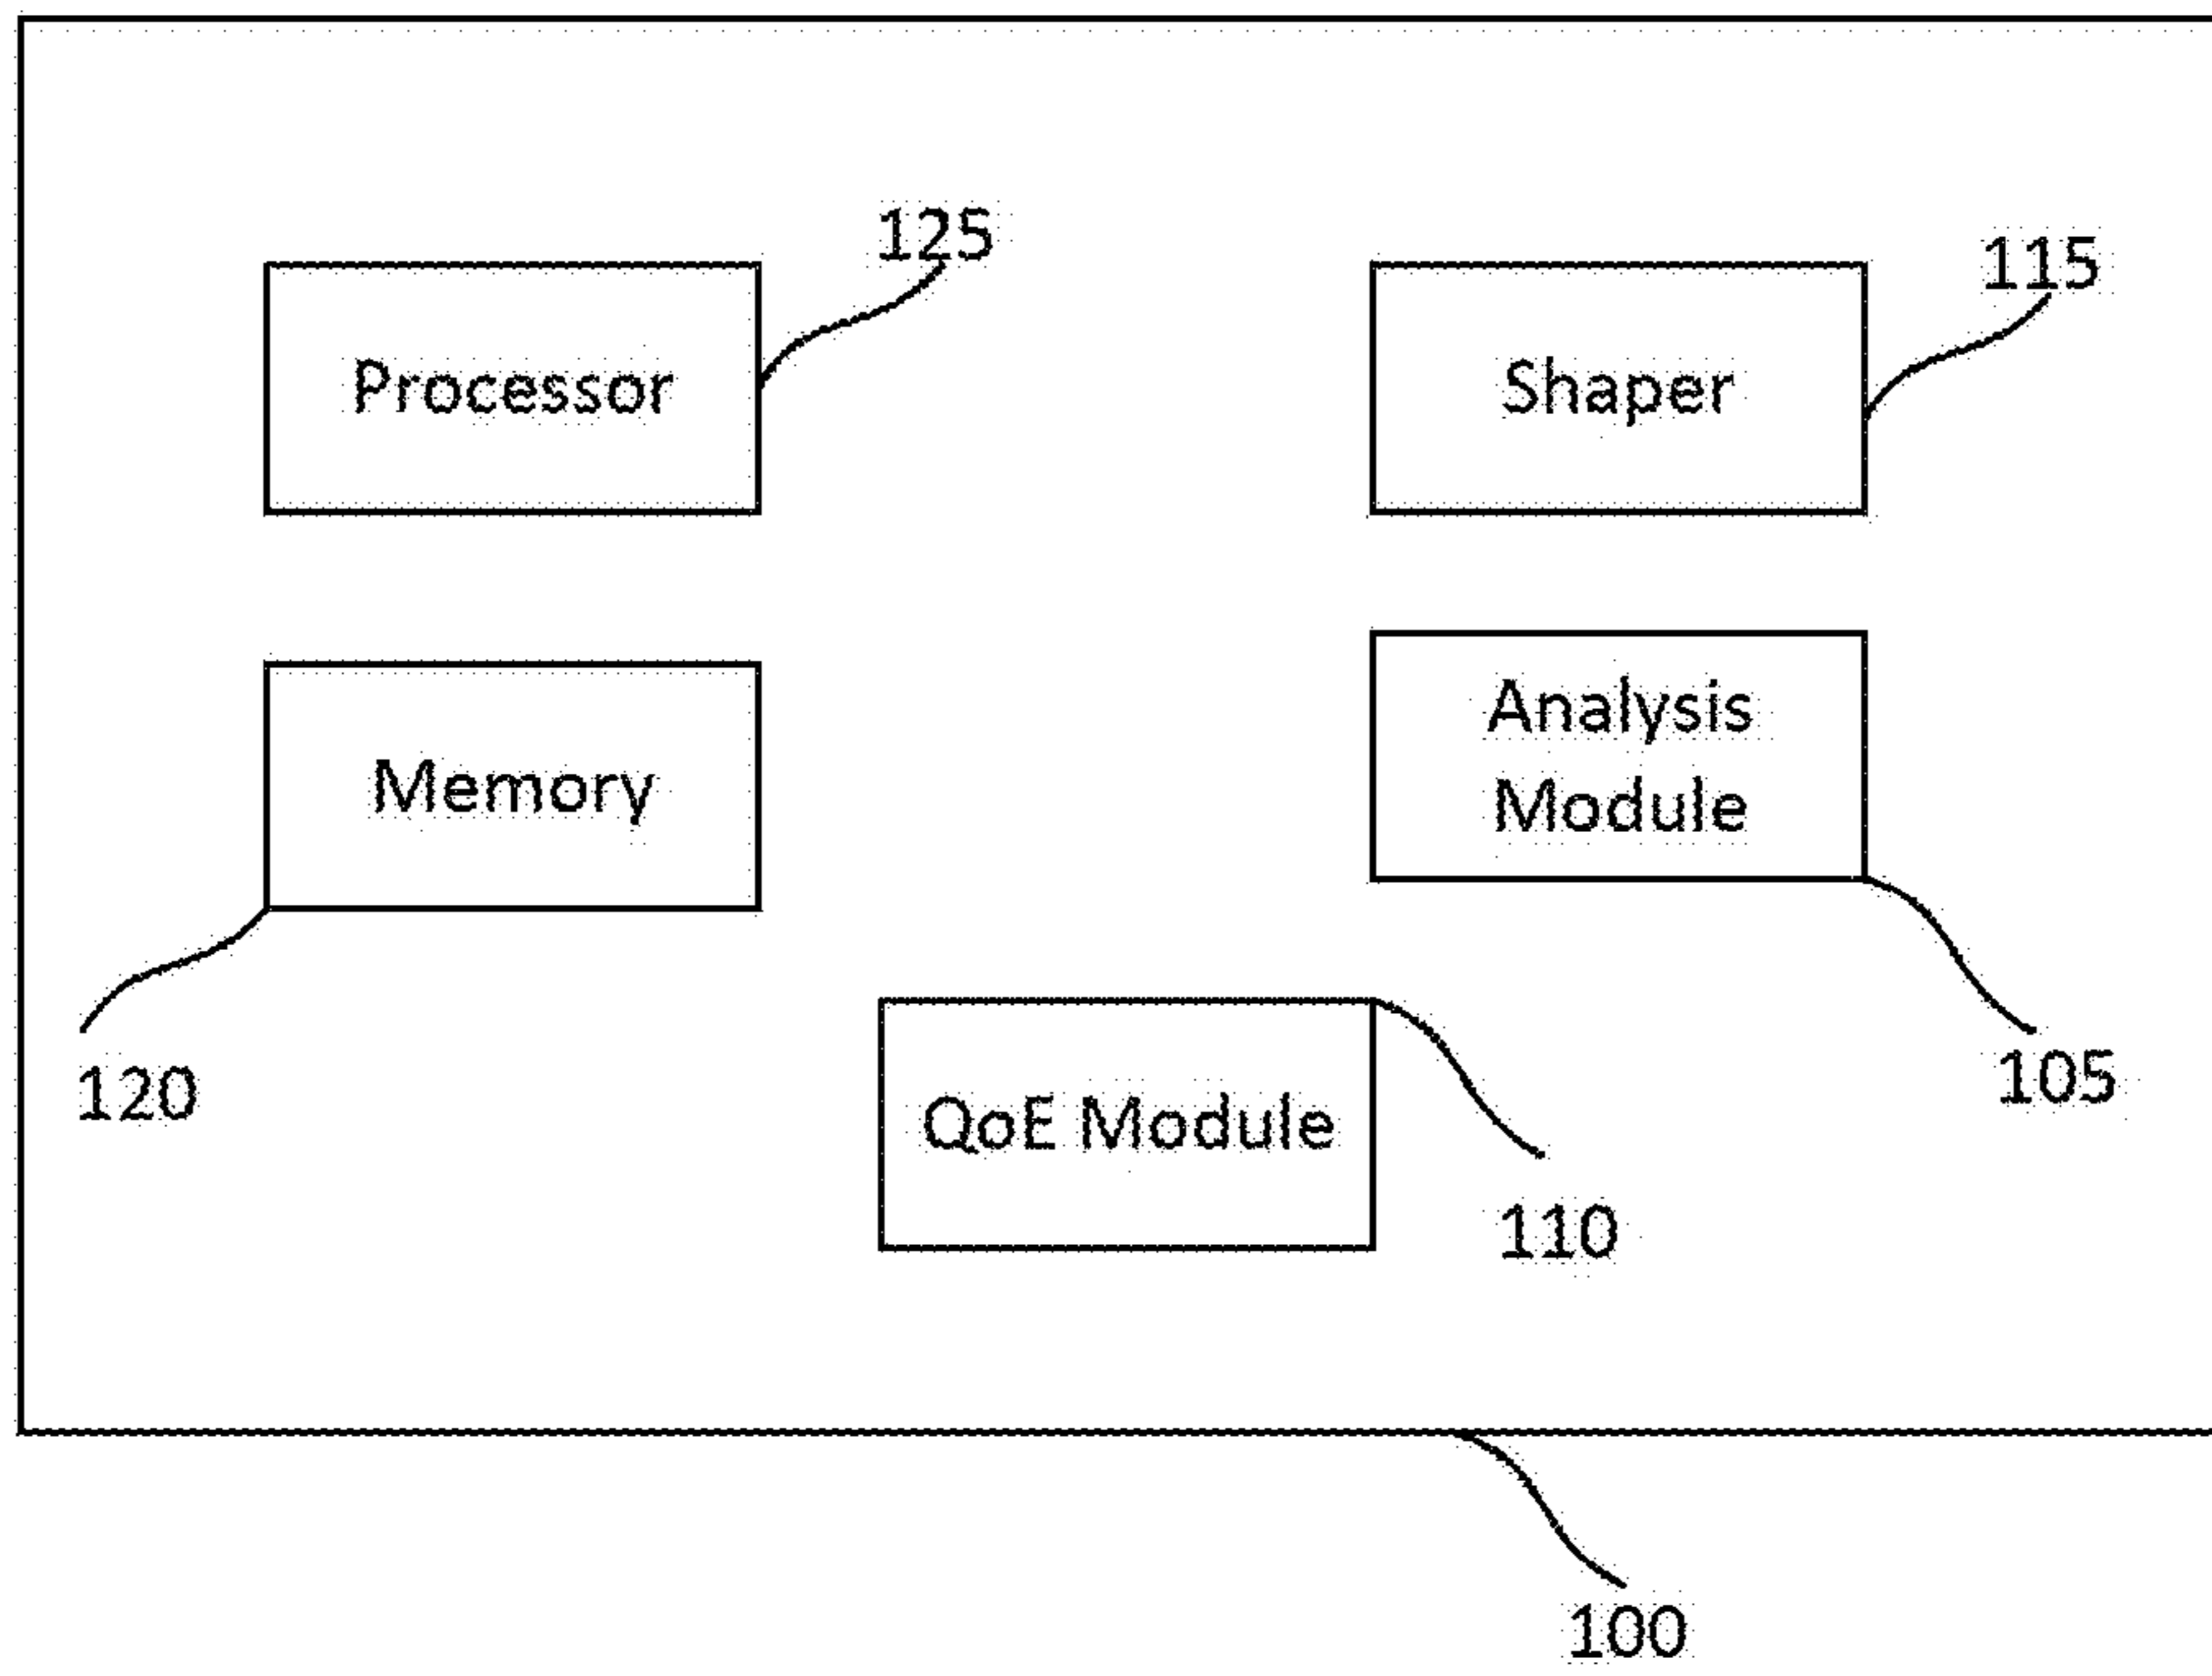 125
115
Processor
Shaper
Analysis
Module
Memory
105
120
QoE Module
110
100